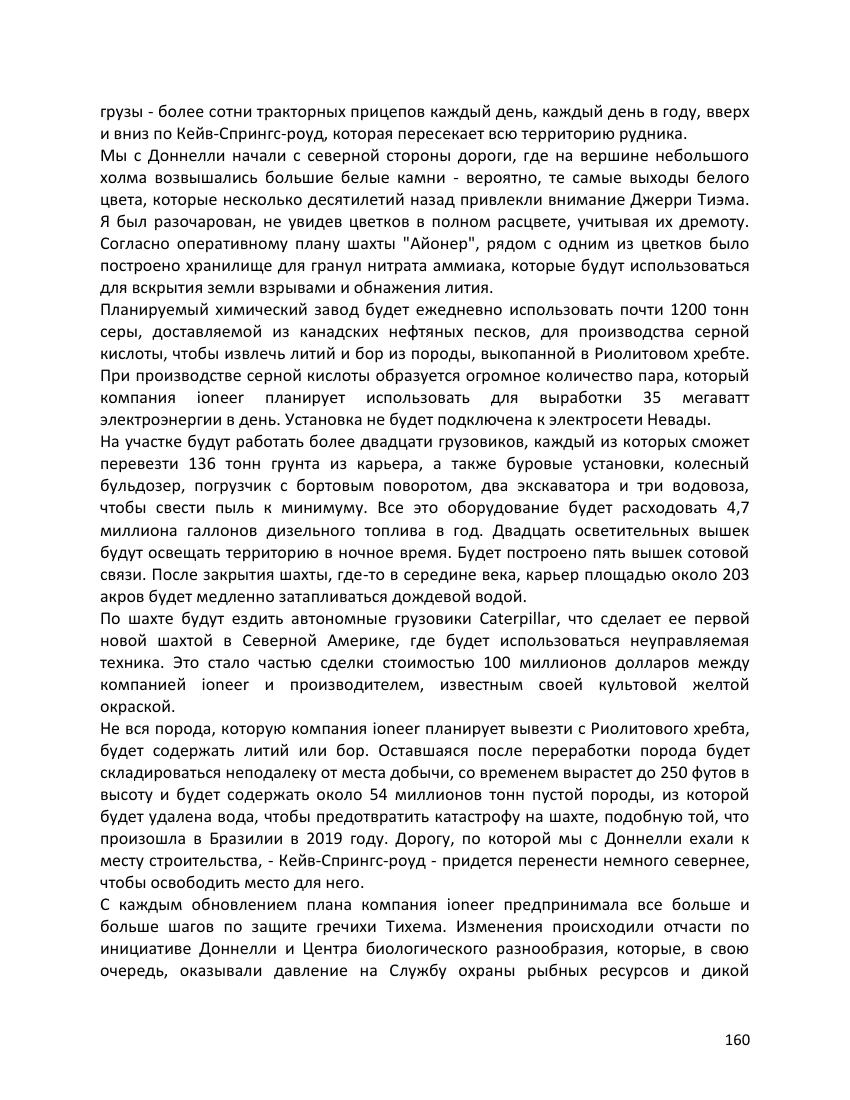 грузы - более сотни тракторных прицепов каждый день, каждый день в году, вверх
и вниз по Кейв-Спрингс-роуд, которая пересекает всю территорию рудника.
Мы с Доннелли начали с северной стороны дороги, где на вершине небольшого
холма возвышались большие белые камни - вероятно, те самые выходы белого
цвета, которые несколько десятилетий назад привлекли внимание Джерри Тиэма.
Я был разочарован, не увидев цветков в полном расцвете, учитывая их дремоту.
Согласно оперативному плану шахты "Айонер", рядом с одним из цветков было
построено хранилище для гранул нитрата аммиака, которые будут использоваться
для вскрытия земли взрывами и обнажения лития.
Планируемый химический завод будет ежедневно использовать почти 1200 тонн
серы, доставляемой из канадских нефтяных песков, для производства серной
кислоты, чтобы извлечь литий и бор из породы, выкопанной в Риолитовом хребте.
При производстве серной кислоты образуется огромное количество пара, который
компания ioneer планирует использовать для выработки 35 мегаватт
электроэнергии в день. Установка не будет подключена к электросети Невады.
На участке будут работать более двадцати грузовиков, каждый из которых сможет
перевезти 136 тонн грунта из карьера, а также буровые установки, колесный
бульдозер, погрузчик с бортовым поворотом, два экскаватора и три водовоза,
чтобы свести пыль к минимуму. Все это оборудование будет расходовать 4,7
миллиона галлонов дизельного топлива в год. Двадцать осветительных вышек
будут освещать территорию в ночное время. Будет построено пять вышек сотовой
связи. После закрытия шахты, где-то в середине века, карьер площадью около 203
акров будет медленно затапливаться дождевой водой.
По шахте будут ездить автономные грузовики Caterpillar, что сделает ее первой
новой шахтой в Северной Америке, где будет использоваться неуправляемая
техника. Это стало частью сделки стоимостью 100 миллионов долларов между
компанией ioneer и производителем, известным своей культовой желтой
окраской.
Не вся порода, которую компания ioneer планирует вывезти с Риолитового хребта,
будет содержать литий или бор. Оставшаяся после переработки порода будет
складироваться неподалеку от места добычи, со временем вырастет до 250 футов в
высоту и будет содержать около 54 миллионов тонн пустой породы, из которой
будет удалена вода, чтобы предотвратить катастрофу на шахте, подобную той, что
произошла в Бразилии в 2019 году. Дорогу, по которой мы с Доннелли ехали к
месту строительства, - Кейв-Спрингс-роуд - придется перенести немного севернее,
чтобы освободить место для него.
С каждым обновлением плана компания ioneer предпринимала все больше и
больше шагов по защите гречихи Тихема. Изменения происходили отчасти по
инициативе Доннелли и Центра биологического разнообразия, которые, в свою
очередь, оказывали давление на Службу охраны рыбных ресурсов и дикой
160